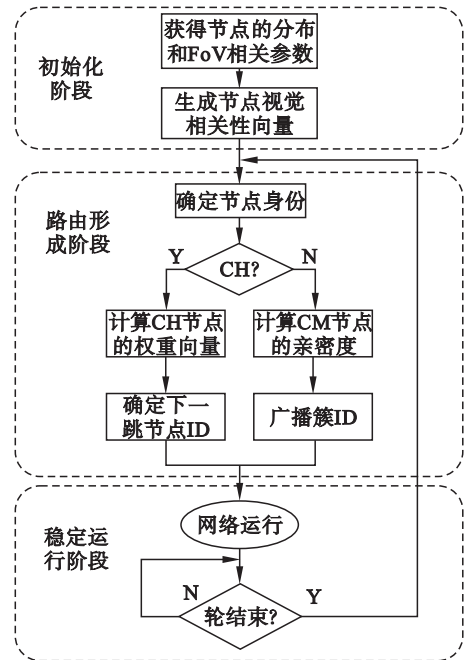 获得节点的分布
和FoV相关参数
初始化
阶段
生成节点视觉
相关性向量
确定节点身份
路由形
成阶段
Y
N
CH?
计算CH节点
的权重向量
计算CM节点
的亲密度
确定下一
跳节点ID
广播簇ID
网络运行
稳定运
行阶段
N
Y
轮结束?